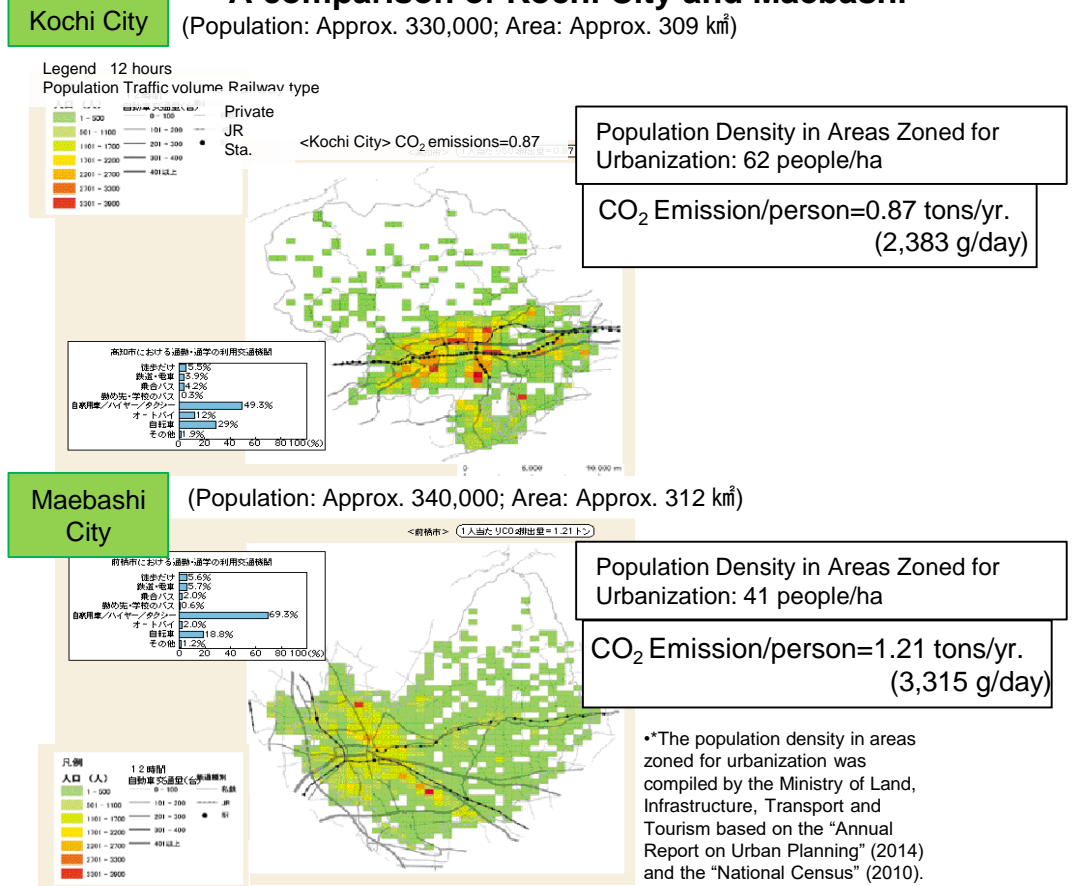 Kochi City
A comparison of Kochi City and Maebashi
(Population: Approx. 330,000; Area: Approx. 309 ㎢)
Legend 12 hours
Population Traffic volume Railway type
Private
JR
Sta.
1 - 500
501 - 1100
1101 - 1700
1701 - 2200
2201 - 2700
2701 - 3300
3301 - 3900
0 - 100
101 - 200
201 - 300
301 - 400
401以上
<Kochi City> CO2 emissions=0.87
Population Density in Areas Zoned for
Urbanization: 62 people/ha
CO2 Emission/person=0.87 tons/yr.
(2,383 g/day)
高知市における通勤・通学の利用交通機関
徒歩だけ 5.5%
鉄道・電車 3.9%
乗合バス 4.2%
勤め先・学校のバス 0.3%
自家用車/ハイヤー/タクシー 49.3%
オートバイ 12%
自転車 29%
その他 1.9%
0 20 40 60 80 100(%)
0 5,000 10,000 m
Maebashi
City
(Population: Approx. 340,000; Area: Approx. 312 ㎢)
<前橋市> 1人当たりCO2排出量=1.21トン
前橋市における通勤・通学の利用交通機関
徒歩だけ 5.6%
鉄道・電車 5.7%
乗合バス 2.0%
勤め先・学校のバス 0.6%
自家用車/ハイヤー/タクシー 69.3%
オートバイ 2.0%
自転車 18.8%
その他 1.2%
0 20 40 60 80 100(%)
Population Density in Areas Zoned for
Urbanization: 41 people/ha
CO2 Emission/person=1.21 tons/yr.
(3,315 g/day)
•*The population density in areas
zoned for urbanization was
compiled by the Ministry of Land,
Infrastructure, Transport and
Tourism based on the “Annual
Report on Urban Planning” (2014)
and the “National Census” (2010).
凡例
人口 (人) 12時間 自動車交通量(台) 鉄道種別
1 - 500 0 - 100 私鉄
501 - 1100 101 - 200 JR
1101 - 1700 201 - 300 駅
1701 - 2200 301 - 400
2201 - 2700 401以上
2701 - 3300
3301 - 3900